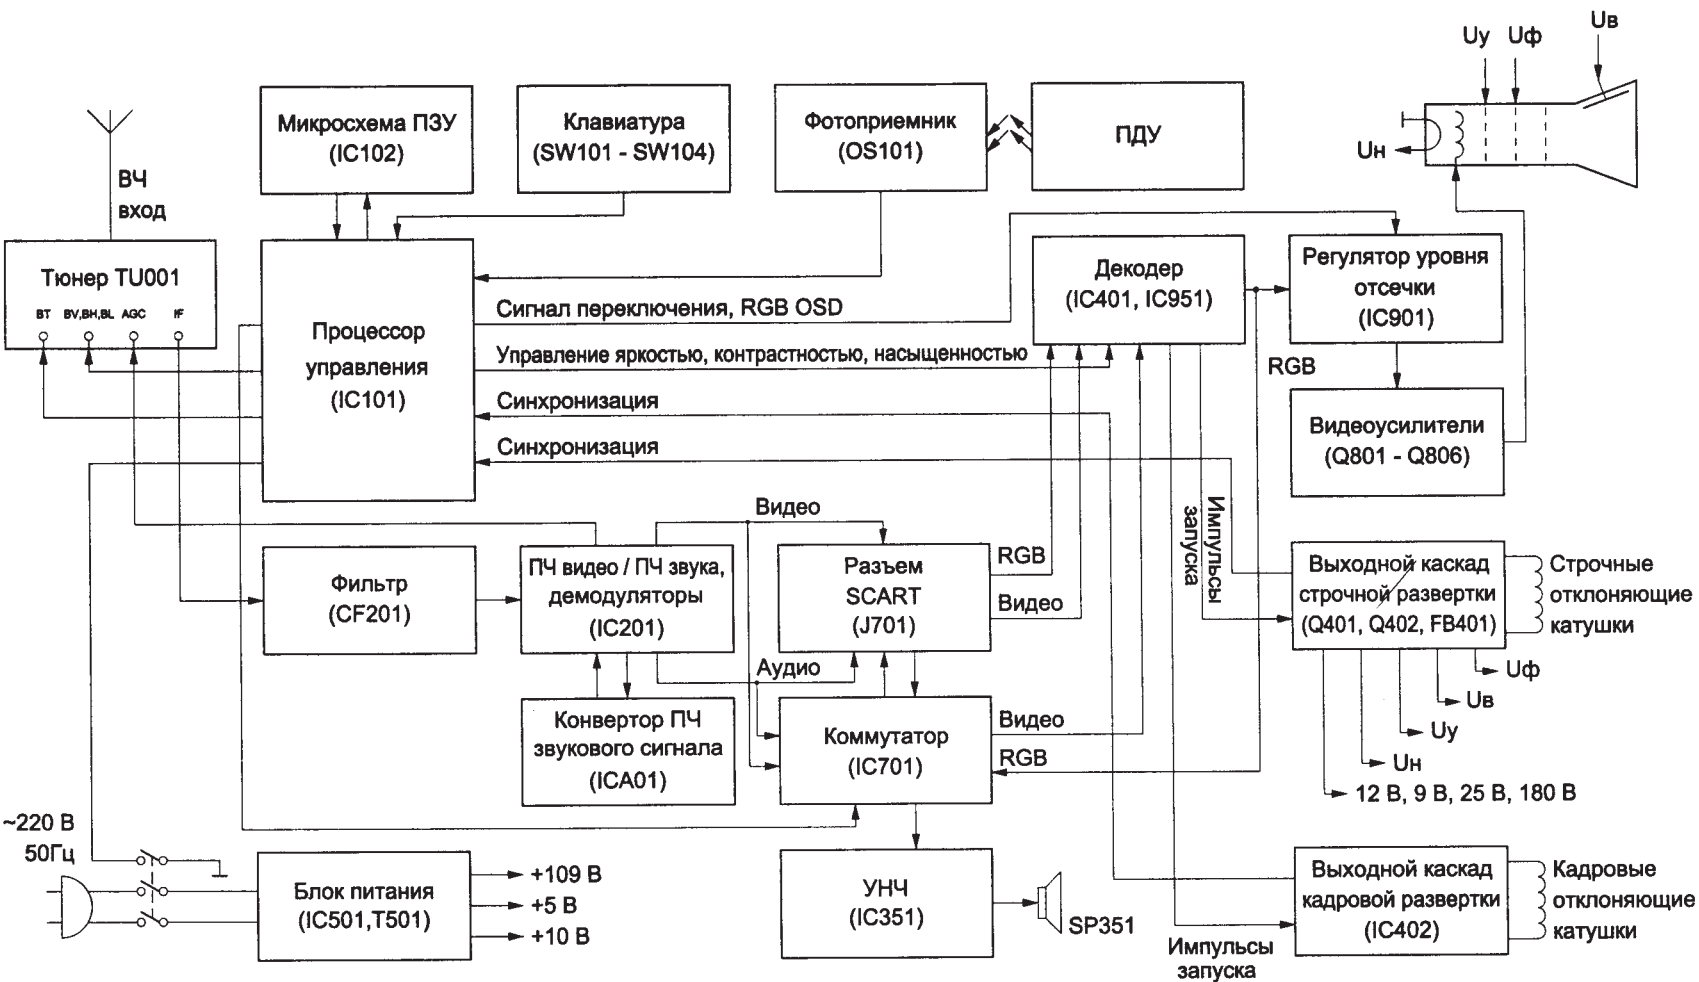 Uв
Uу
Uф
Uн
Микросхема ПЗУ
(IC102)
Клавиатура
(SW101 - SW104)
Фотоприемник
(OS101)
ПДУ
ВЧ
вход
Тюнер TU001
BT
BV,BH,BL
AGC
IF
Процессор
управления
(IC101)
Сигнал переключения, RGB OSD
Управление яркостью, контрастностью, насыщенностью
Синхронизация
Синхронизация
Декодер
(IC401, IC951)
Регулятор уровня
отсечки
(IC901)
RGB
Видеоусилители
(Q801 - Q806)
Видео
Фильтр
(CF201)
ПЧ видео / ПЧ звука,
демодуляторы
(IC201)
Разъем
SCART
(J701)
RGB
Видео
Импульсы
запуска
Выходной каскад
строчной развертки
(Q401, Q402, FB401)
Строчные
отклоняющие
катушки
Аудио
Конвертор ПЧ
звукового сигнала
(ICA01)
Коммутатор
(IC701)
Видео
RGB
Uф
Uв
Uу
Uн
12 В, 9 В, 25 В, 180 В
~220 В
50Гц
Блок питания
(IC501,T501)
+109 В
+5 В
+10 В
УНЧ
(IC351)
SP351
Импульсы
запуска
Выходной каскад
кадровой развертки
(IC402)
Кадровые
отклоняющие
катушки